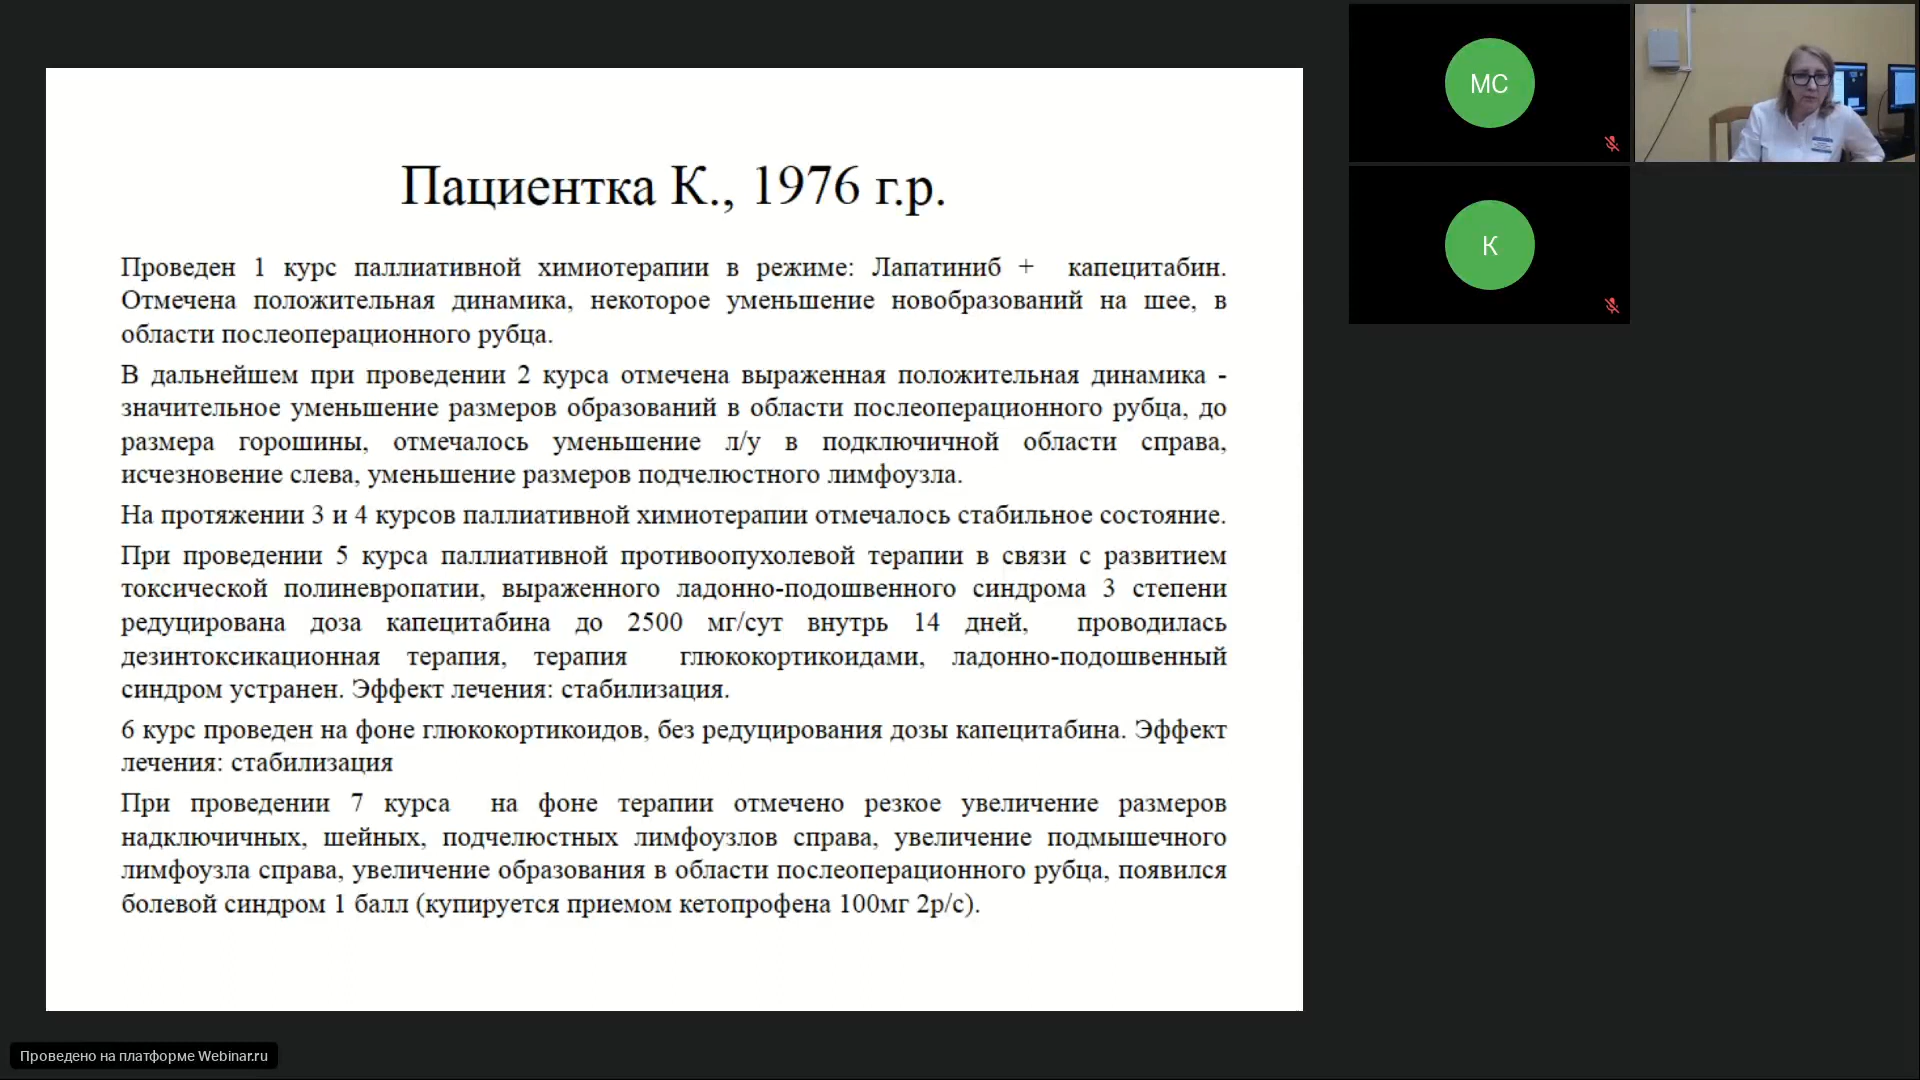 Пациентка К., 1976 г.р.
Проведен 1 курс паллиативной химиотерапии в режиме: Лапатиниб + капецитабин.
Отмечена положительная динамика, некоторое уменьшение новобразований на шее, в
области послеоперационного рубца.
В дальнейшем при проведении 2 курса отмечена выраженная положительная динамика -
значительное уменьшение размеров образований в области послеоперационного рубца, до
размера горошины, отмечалось уменьшение л/у в подключичной области справа,
исчезновение слева, уменьшение размеров подчелюстного лимфоузла.
На протяжении 3 и 4 курсов паллиативной химиотерапии отмечалось стабильное состояние.
При проведении 5 курса паллиативной противоопухолевой терапии в связи с развитием
токсической полиневропатии, выраженного ладонно-подошвенного синдрома 3 степени
редуцирована доза капецитабина до 2500 мг/сут внутрь 14 дней, проводилась
дезинтоксикационная терапия, терапия глюкокортикоидами, ладонно-подошвенный
синдром устранен. Эффект лечения: стабилизация.
6 курс проведен на фоне глюкокортикоидов, без редуцирования дозы капецитабина. Эффект
лечения: стабилизация
При проведении 7 курса на фоне терапии отмечено резкое увеличение размеров
надключичных, шейных, подчелюстных лимфоузлов справа, увеличение подмышечного
лимфоузла справа, увеличение образования в области послеоперационного рубца, появился
болевой синдром 1 балл (купируется приемом кетопрофена 100мг 2р/с).
МС
К
Проведено на платформе Webinar.ru